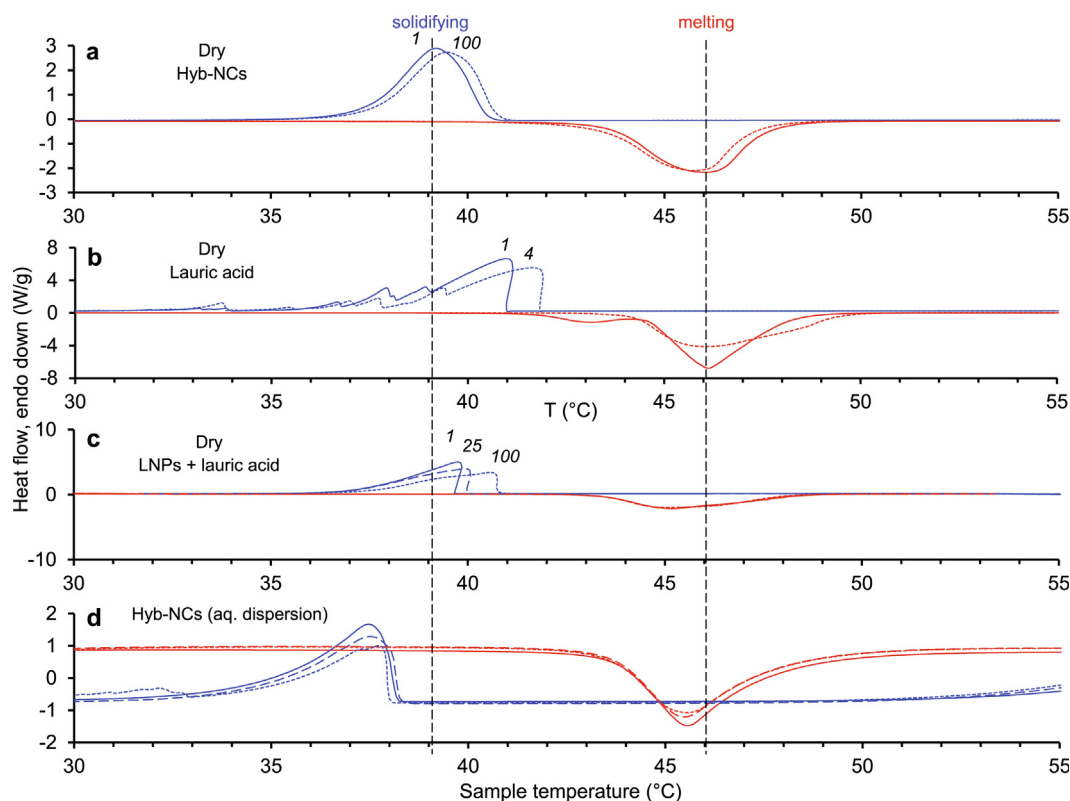 solidifying melting
a Dry
Hyb-NCs
1 100
3
2
1
0
-1
-2
-3
30 35 40 45 50 55
b Dry
Lauric acid
1 4
8
4
0
-4
-8
30 35 40 45 50 55
T (°C)
c Dry
LNPs + lauric acid
1 25 100
10
0
-10
30 35 40 45 50 55
d Hyb-NCs (aq. dispersion)
2
1
0
-1
-2
30 35 40 45 50 55
Sample temperature (°C)
Heat flow, endo down (W/g)